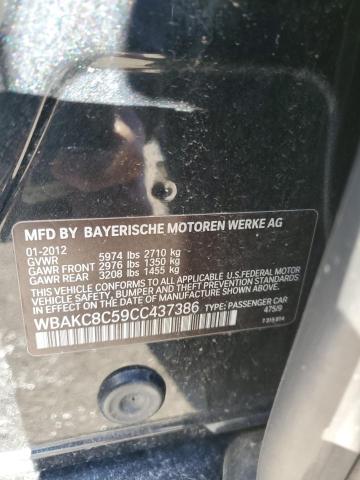 MFD BY BAYERISCHE MOTOREN WERKE AG
01-2012
GVWR 5974 lbs 2710 kg
GAWR FRONT 2976 lbs 1350 kg
GAWR REAR 3208 lbs 1455 kg
THIS VEHICLE CONFORMS TO ALL APPLICABLE U.S.FEDERAL MOTOR
VEHICLE SAFETY, BUMPER, AND THEFT PREVENTION STANDARDS
IN EFFECT ON THE DATE OF MANUFACTURE SHOWN ABOVE.
WBAKC8C59CC437386 TYPE: PASSENGER CAR
475/9